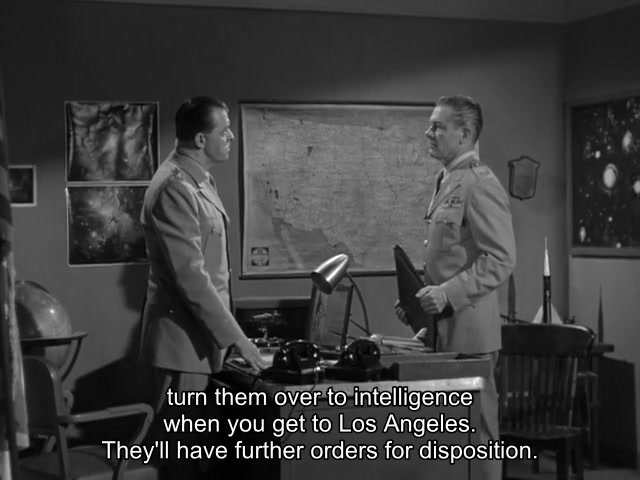 turn them over to intelligence
when you get to Los Angeles.
They'll have further orders for disposition.